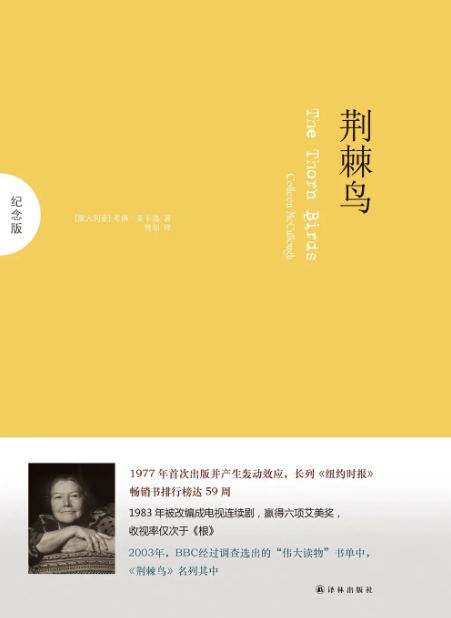 荆棘鸟
The Thorn Birds
Colleen McCullough
纪念版
[澳大利亚] 考琳·麦卡洛 著
曾胡 译
1977 年首次出版并产生轰动效应，长列《纽约时报》
畅销书排行榜达 59 周
1983 年被改编成电视连续剧，赢得六项艾美奖，
收视率仅次于《根》
2003年，BBC经过调查选出的“伟大读物”书单中，
《荆棘鸟》名列其中
译林出版社